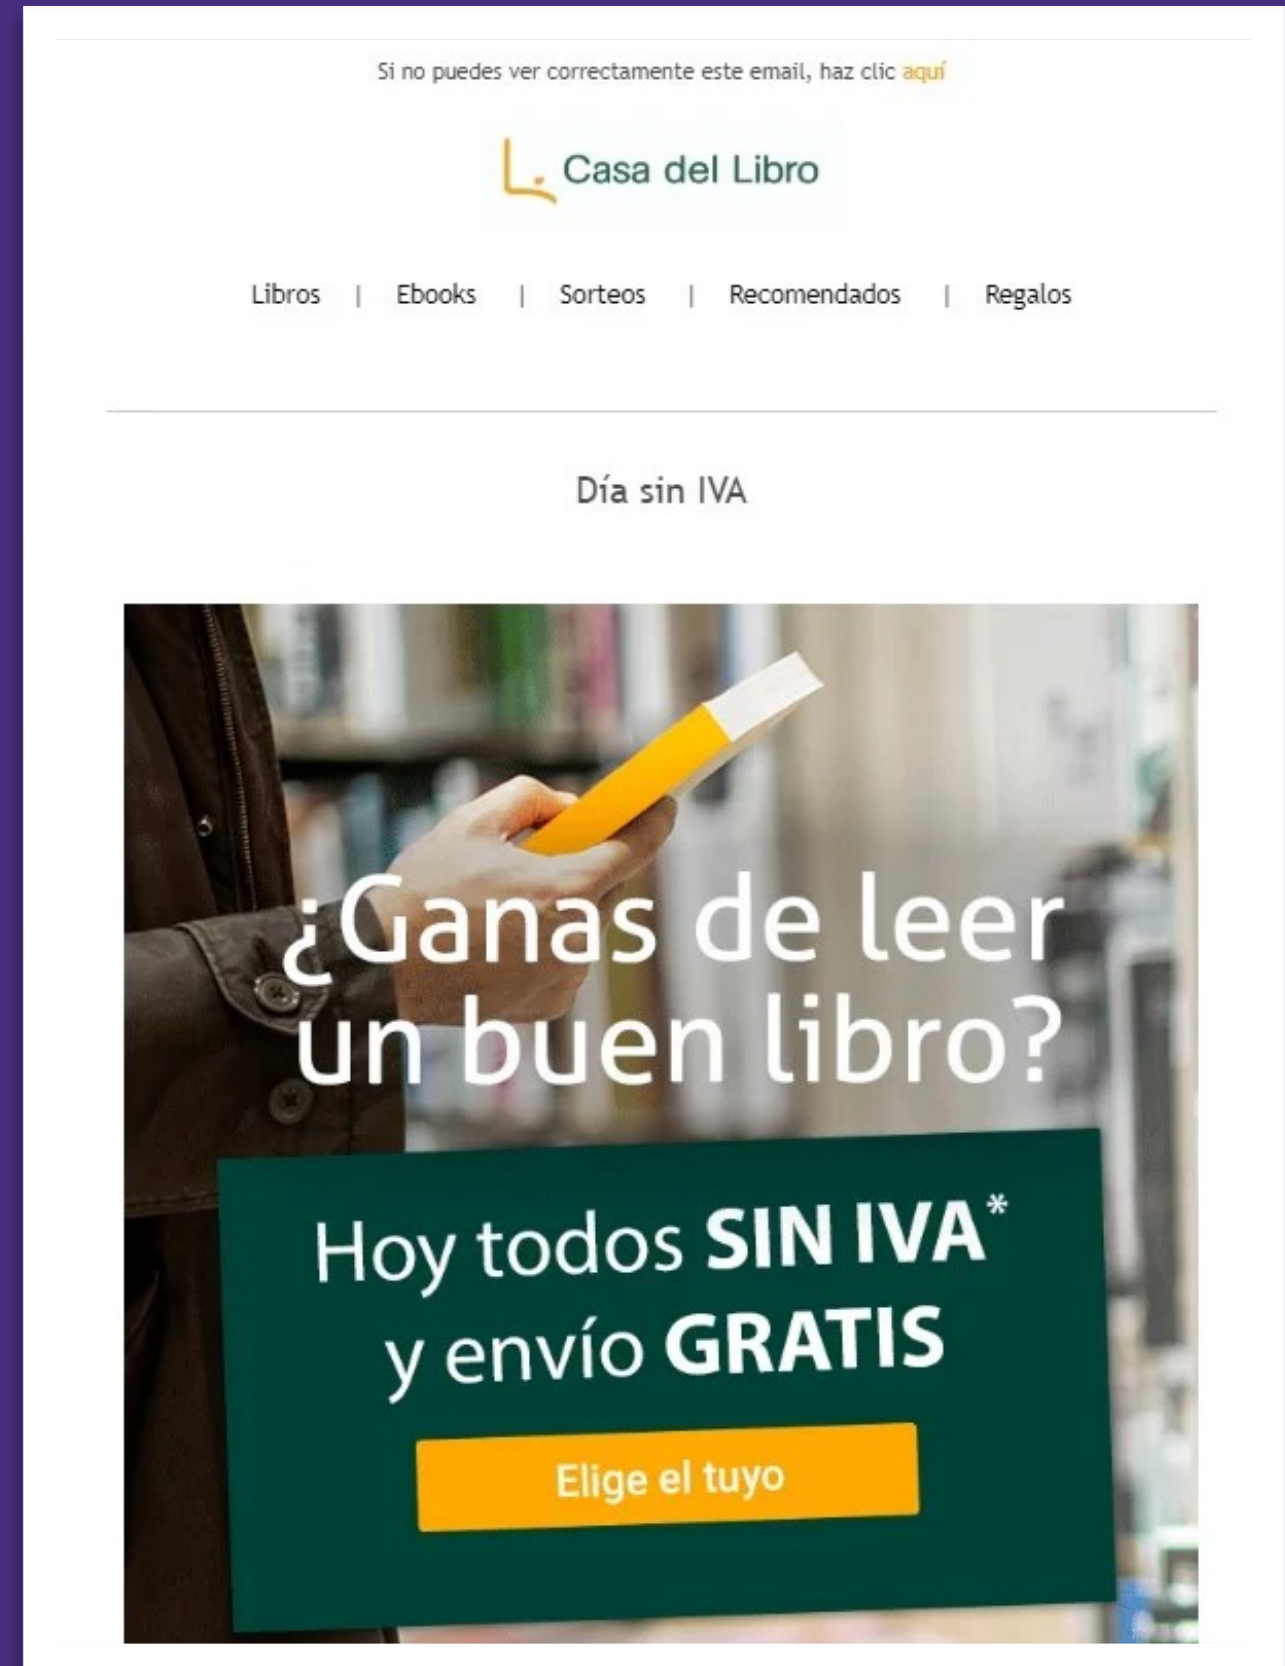 Si no puedes ver correctamente este email, haz clic aquí
Casa del Libro
Libros | Ebooks | Sorteos | Recomendados | Regalos
Día sin IVA
¿Ganas de leer
un buen libro?
Hoy todos SIN IVA*
y envío GRATIS
Elige el tuyo